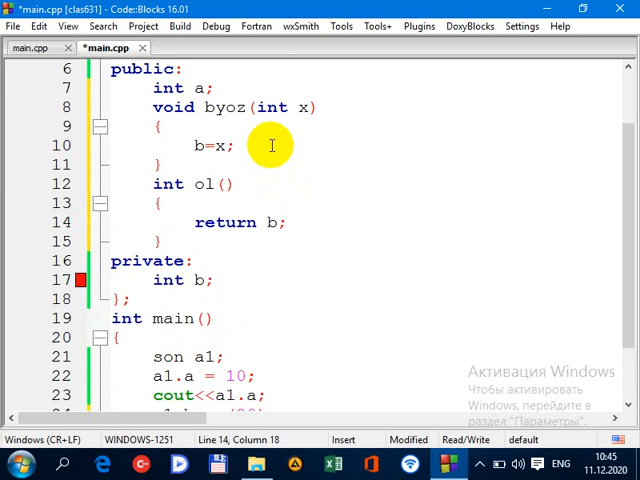 *main.cpp [clas631] - Code::Blocks 16.01
File Edit View Search Project Build Debug Fortran wxSmith Tools Tools+ Plugins DoxyBlocks Settings Help
main.cpp *main.cpp
6 public:
7 int a;
8 void byoz(int x)
9 {
10 b=x;
11 }
12 int ol()
13 {
14 return b;
15 }
16 private:
17 int b;
18 };
19 int main()
20 {
21 son a1;
22 a1.a = 10;
23 cout<<a1.a;
Активация Windows
Чтобы активировать
Windows, перейдите в
раздел "Параметры".
Windows (CR+LF) WINDOWS-1251 Line 14, Column 18 Insert Modified Read/Write default
ENG 10:45
11.12.2020